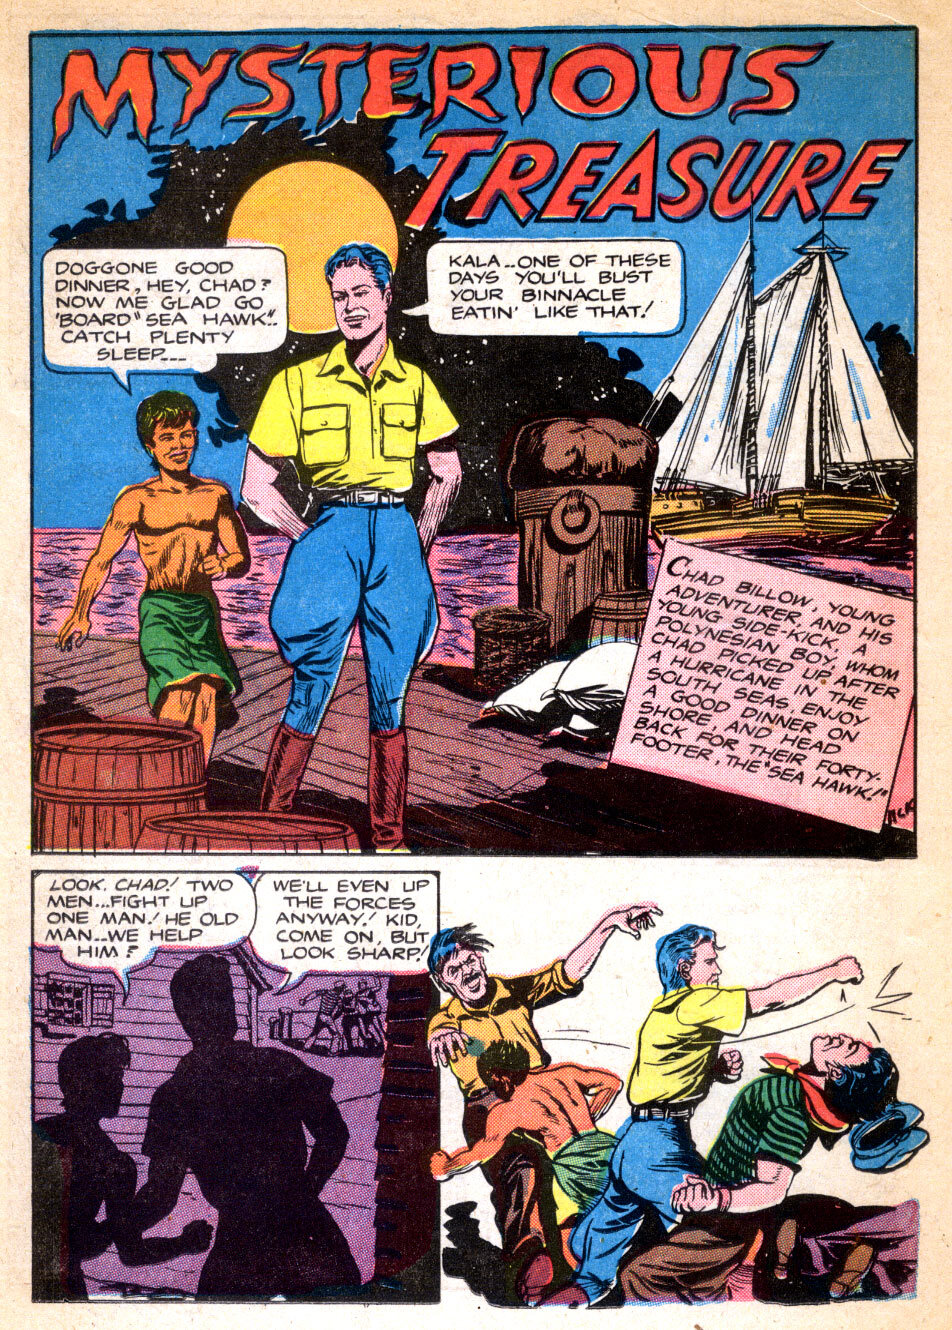 MYSTERIOUS
TREASURE
DOGGONE GOOD
DINNER, HEY, CHAD?
NOW ME GLAD GO
'BOARD "SEA HAWK"..
CATCH PLENTY
SLEEP...
KALA...ONE OF THESE
DAYS YOU'LL BUST
YOUR BINNACLE
EATIN' LIKE THAT!
CHAD BILLOW, YOUNG
ADVENTURER AND HIS
YOUNG SIDE-KICK, A
POLYNESIAN BOY, WHOM
CHAD PICKED UP AFTER
A HURRICANE IN THE
SOUTH SEAS, ENJOY
A GOOD DINNER ON
SHORE, AND HEAD
BACK FOR THEIR FORTY-
FOOTER, THE "SEA HAWK!"
LOOK, CHAD! TWO
MEN...FIGHT UP
ONE MAN! HE OLD
MAN...WE HELP
HIM?
WE'LL EVEN UP
THE FORCES
ANYWAY! KID,
COME ON, BUT
LOOK SHARP!